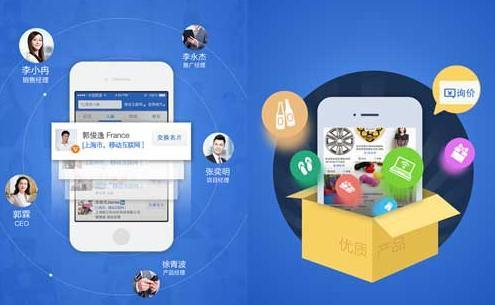 李小冉
销售经理
李永杰
推广经理
郭俊逸 France
[上海市，移动互联网]
交换名片
张奕明
项目经理
郭霖
CEO
徐青波
产品经理
询价
优质 产品